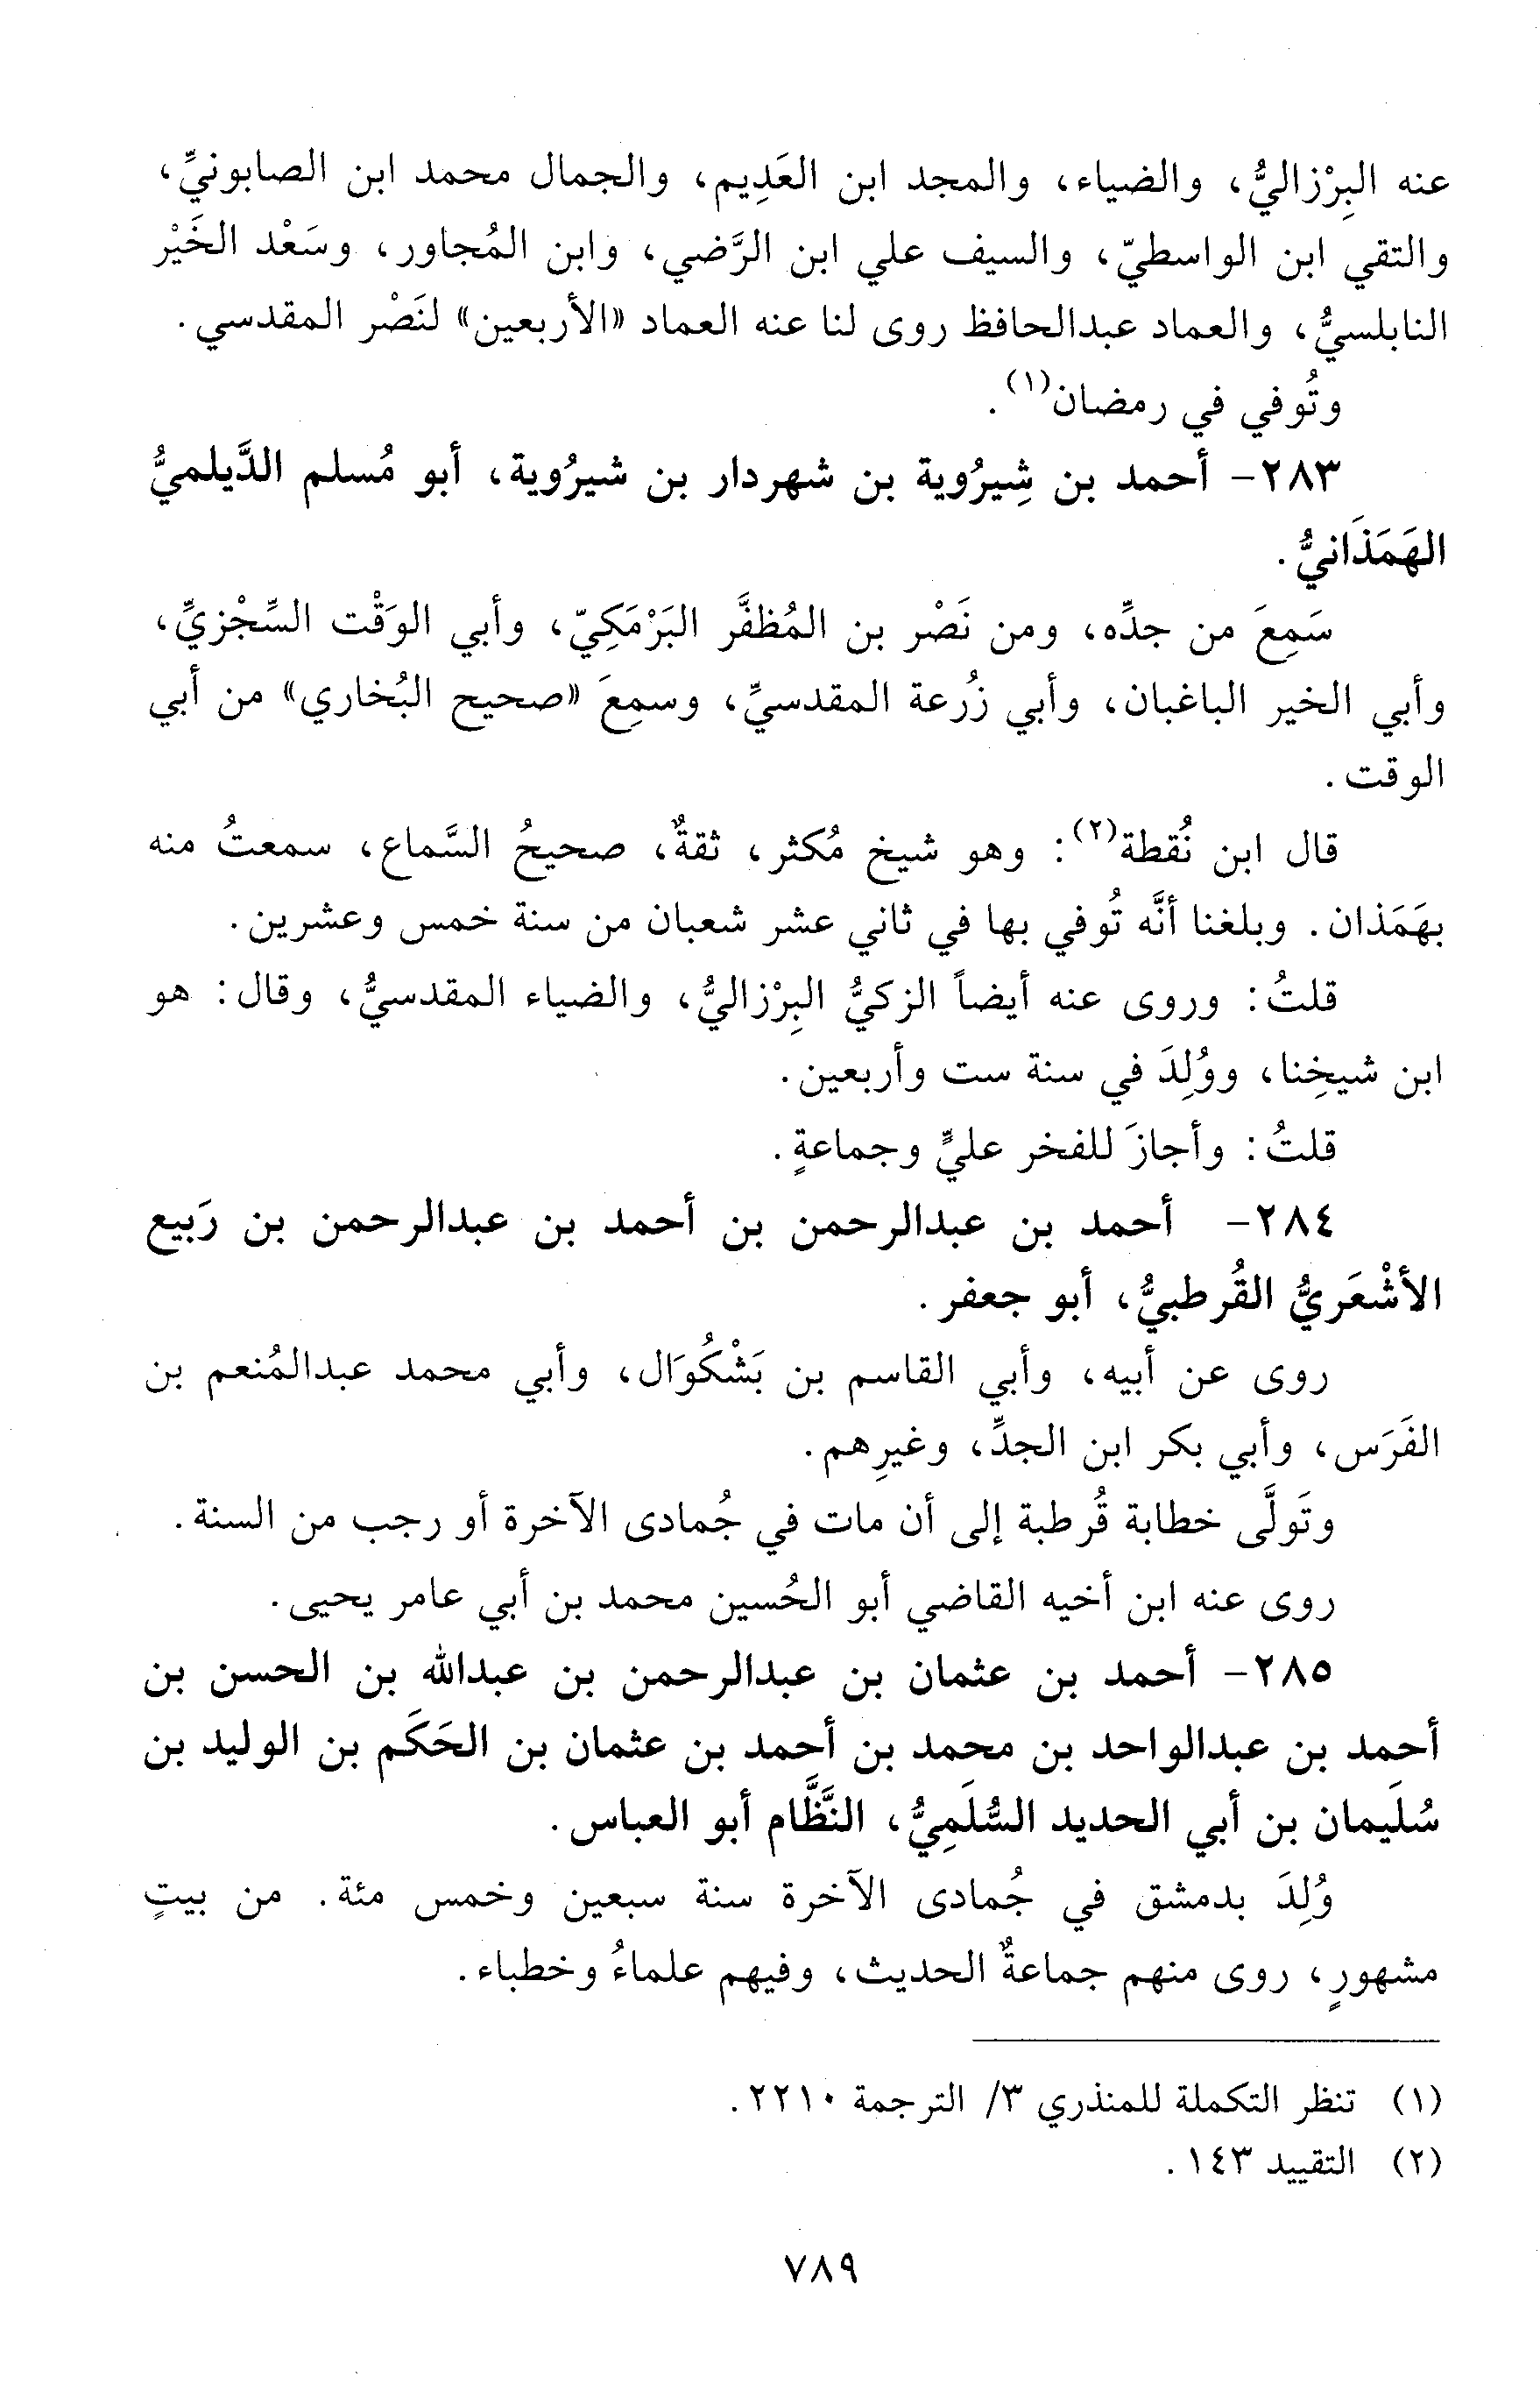 عنه البِرْزاليُّ، والضياء، والمجد ابن العَدِيم، والجمال محمد ابن الصابونيِّ،
والتقي ابن الواسطيّ، والسيف علي ابن الرَّضي، وابن المُجاور، وسَعْد الخَيْر
النابلسيُّ، والعماد عبدالحافظ روى لنا عنه العماد «الأربعين» لنَصْر المقدسي.
وتُوفي في رمضان(١).
٢٨٣- أحمد بن شِيرُوية بن شهردار بن شيرُوية، أبو مُسلم الدَّيلميُّ
الهَمَذَانيُّ.
سَمِعَ من جدِّه، ومن نَصْر بن المُظفَّر البَرْمَكِيّ، وأبي الوَقْت السِّجْزيِّ،
وأبي الخير الباغبان، وأبي زُرعة المقدسيِّ، وسمِعَ «صحيح البُخاري» من أبي
الوقت.
قال ابن نُقطة(٢): وهو شيخ مُكثر، ثقةٌ، صحيحُ السَّماع، سمعتُ منه
بهَمَذان. وبلغنا أنَّه تُوفي بها في ثاني عشر شعبان من سنة خمس وعشرين.
قلتُ: وروى عنه أيضاً الزكيُّ البِرْزاليُّ، والضياء المقدسيُّ، وقال: هو
ابن شيخِنا، ووُلِدَ في سنة ست وأربعين.
قلتُ: وأجازَ للفخر عليٍّ وجماعةٍ.
٢٨٤- أحمد بن عبدالرحمن بن أحمد بن عبدالرحمن بن رَبيع
الأشْعَريُّ القُرطبيُّ، أبو جعفر.
روى عن أبيه، وأبي القاسم بن بَشْكُوَال، وأبي محمد عبدالمُنعم بن
الفَرَس، وأبي بكر ابن الجدِّ، وغيرِهم.
وتَولَّى خطابة قُرطبة إلى أن مات في جُمادى الآخرة أو رجب من السنة.
روى عنه ابن أخيه القاضي أبو الحُسين محمد بن أبي عامر يحيى.
٢٨٥- أحمد بن عثمان بن عبدالرحمن بن عبدالله بن الحسن بن
أحمد بن عبدالواحد بن محمد بن أحمد بن عثمان بن الحَكَم بن الوليد بن
سُلَيمان بن أبي الحديد السُّلَمِيُّ، النَّظَّام أبو العباس.
وُلِدَ بدمشق في جُمادى الآخرة سنة سبعين وخمس مئة. من بيتٍ
مشهورٍ، روى منهم جماعةٌ الحديث، وفيهم علماءُ وخطباء.
(١) تنظر التكملة للمنذري ٣/ الترجمة ٢٢١٠.
(٢) التقييد ١٤٣.
٧٨٩